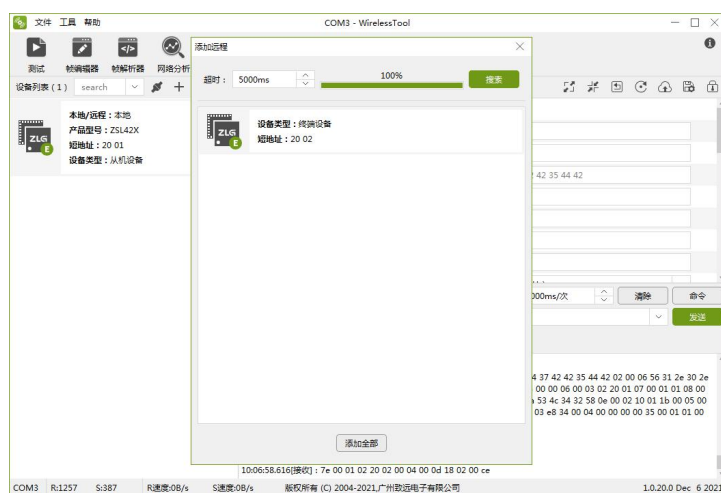 文件 工具 帮助
COM3 - WirelessTool
测试 帧编辑器 帧解析器 网络分析
设备列表 ( 1 ) search
本地/远程：本地
产品型号：ZSL42X
短地址：20 01
设备类型：从机设备
ZLG
E
添加远程
超时： 5000ms 100% 搜索
ZLG
E
设备类型：终端设备
短地址：20 02
42 35 44 42
000ms/次 清除 命令
发送
4 37 42 42 35 44 42 02 00 06 56 31 2e 30 2e
00 00 06 00 03 02 20 01 07 00 01 01 08 00
53 4c 34 32 58 0e 00 02 10 01 1b 00 05 00
03 e8 34 00 04 00 00 00 00 35 00 01 01 00
添加全部
10:06:58.616[接收]：7e 00 01 02 20 02 00 04 00 0d 18 02 00 ce
COM3 R:1257 S:387 R速度:0B/s S速度:0B/s 版权所有 (C) 2004-2021,广州致远电子有限公司 1.0.20.0 Dec 6 2021